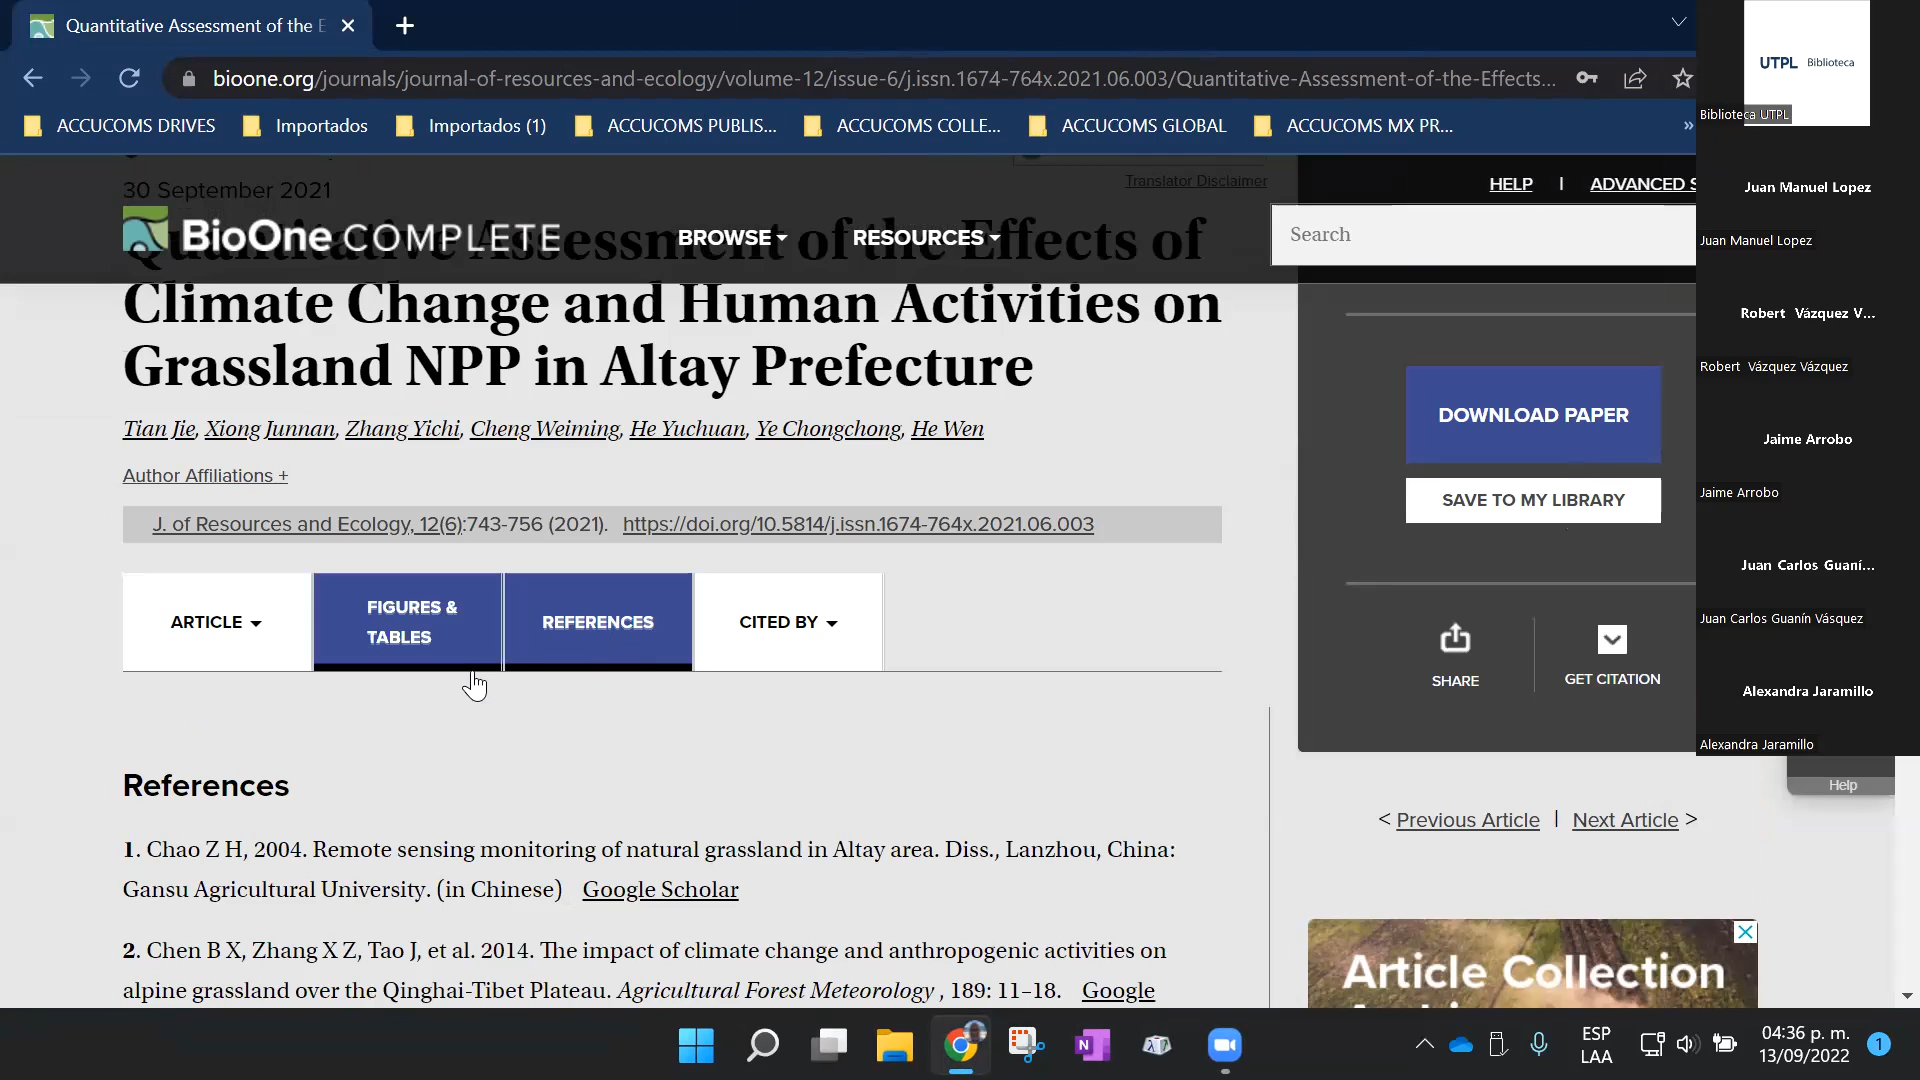 Quantitative Assessment of the E
bioone.org/journals/journal-of-resources-and-ecology/volume-12/issue-6/j.issn.1674-764x.2021.06.003/Quantitative-Assessment-of-the-Effects...
ACCUCOMS DRIVES
Importados
Importados (1)
ACCUCOMS PUBLIS...
ACCUCOMS COLLE...
ACCUCOMS GLOBAL
ACCUCOMS MX PR...
»
30 September 2021
Translator Disclaimer
HELP | ADVANCED S
BioOne COMPLETE
BROWSE
RESOURCES
Search
Quantitative Assessment of the Effects of
Climate Change and Human Activities on
Grassland NPP in Altay Prefecture
Tian Jie, Xiong Junnan, Zhang Yichi, Cheng Weiming, He Yuchuan, Ye Chongchong, He Wen
Author Affiliations +
J. of Resources and Ecology, 12(6):743-756 (2021). https://doi.org/10.5814/j.issn.1674-764x.2021.06.003
ARTICLE
FIGURES &
TABLES
REFERENCES
CITED BY
References
1. Chao Z H, 2004. Remote sensing monitoring of natural grassland in Altay area. Diss., Lanzhou, China:
Gansu Agricultural University. (in Chinese) Google Scholar
2. Chen B X, Zhang X Z, Tao J, et al. 2014. The impact of climate change and anthropogenic activities on
alpine grassland over the Qinghai-Tibet Plateau. Agricultural Forest Meteorology , 189: 11–18. Google
DOWNLOAD PAPER
SAVE TO MY LIBRARY
SHARE
GET CITATION
< Previous Article | Next Article >
Help
Article Collection
UTPL Biblioteca
Biblioteca UTPL
Juan Manuel Lopez
Juan Manuel Lopez
Robert Vázquez V...
Robert Vázquez Vázquez
Jaime Arrobo
Jaime Arrobo
Juan Carlos Guaní...
Juan Carlos Guanín Vásquez
Alexandra Jaramillo
Alexandra Jaramillo
ESP
LAA
04:36 p. m.
13/09/2022
1